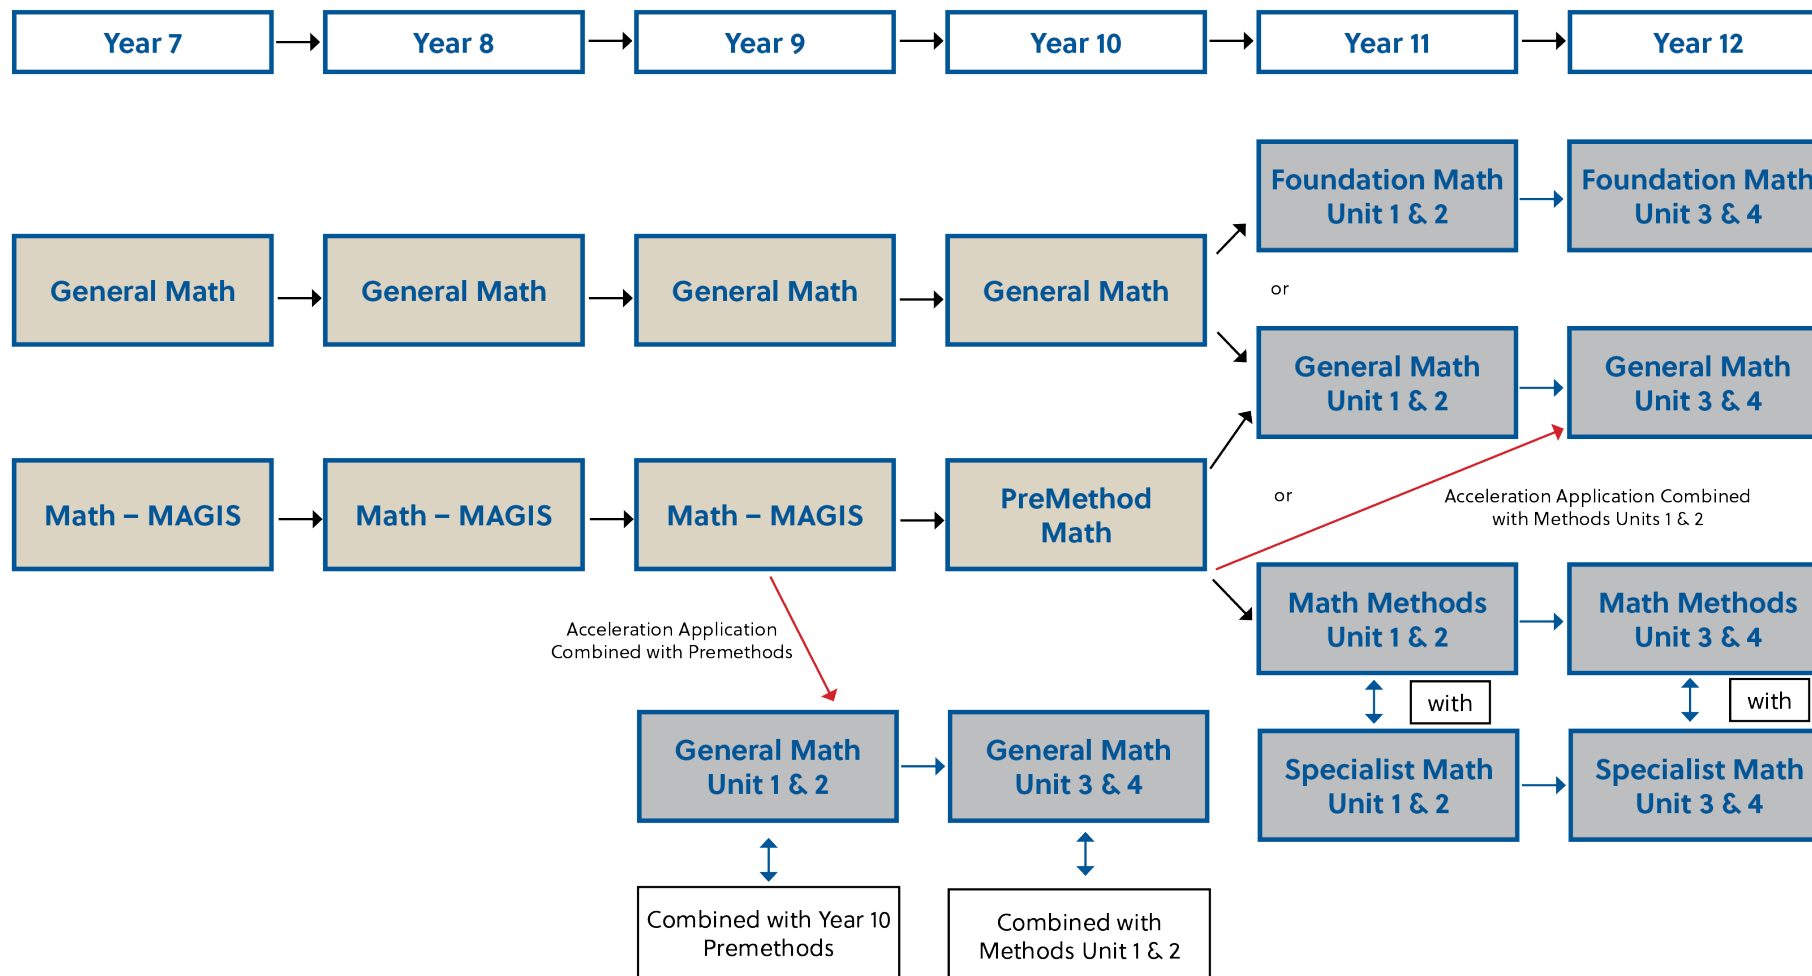 Year 7
Year 8
Year 9
Year 10
Year 11
Year 12
Foundation Math
Unit 1 & 2
Foundation Math
Unit 3 & 4
General Math
General Math
General Math
General Math
or
General Math
Unit 1 & 2
General Math
Unit 3 & 4
Math – MAGIS
Math – MAGIS
Math – MAGIS
PreMethod
Math
or
Acceleration Application Combined
with Methods Units 1 & 2
Math Methods
Unit 1 & 2
Math Methods
Unit 3 & 4
Acceleration Application
Combined with Premethods
with
with
General Math
Unit 1 & 2
General Math
Unit 3 & 4
Specialist Math
Unit 1 & 2
Specialist Math
Unit 3 & 4
Combined with Year 10
Premethods
Combined with
Methods Unit 1 & 2